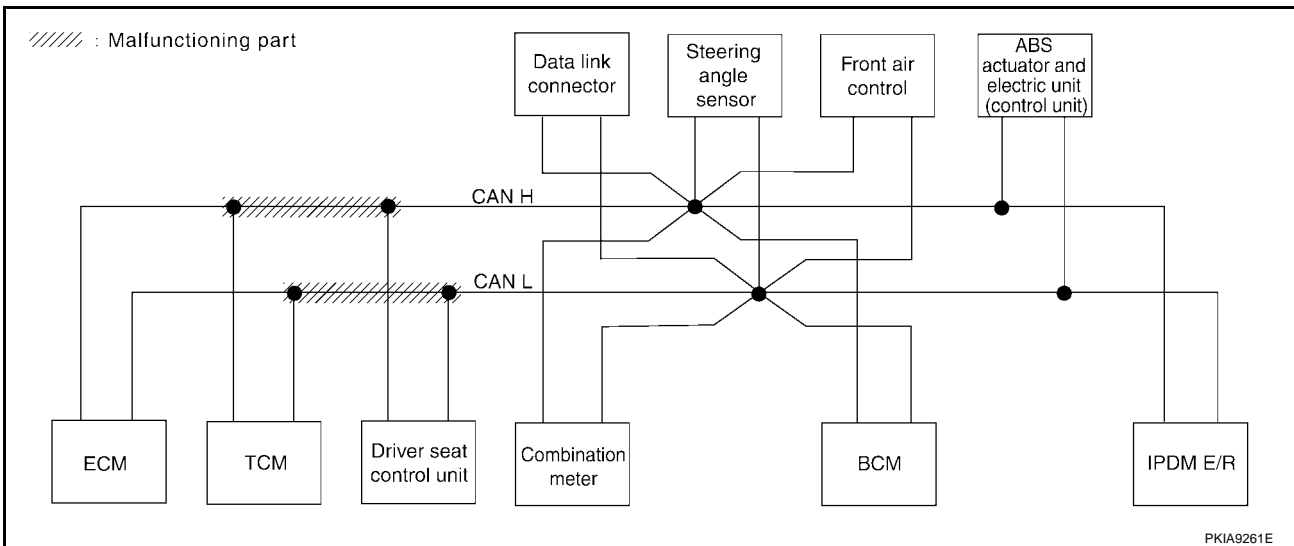 : Malfunctioning part
Data link
connector
Steering
angle
sensor
Front air
control
ABS
actuator and
electric unit
(control unit)
CAN H
CAN L
ECM
TCM
Driver seat
control unit
Combination
meter
BCM
IPDM E/R
PKIA9261E